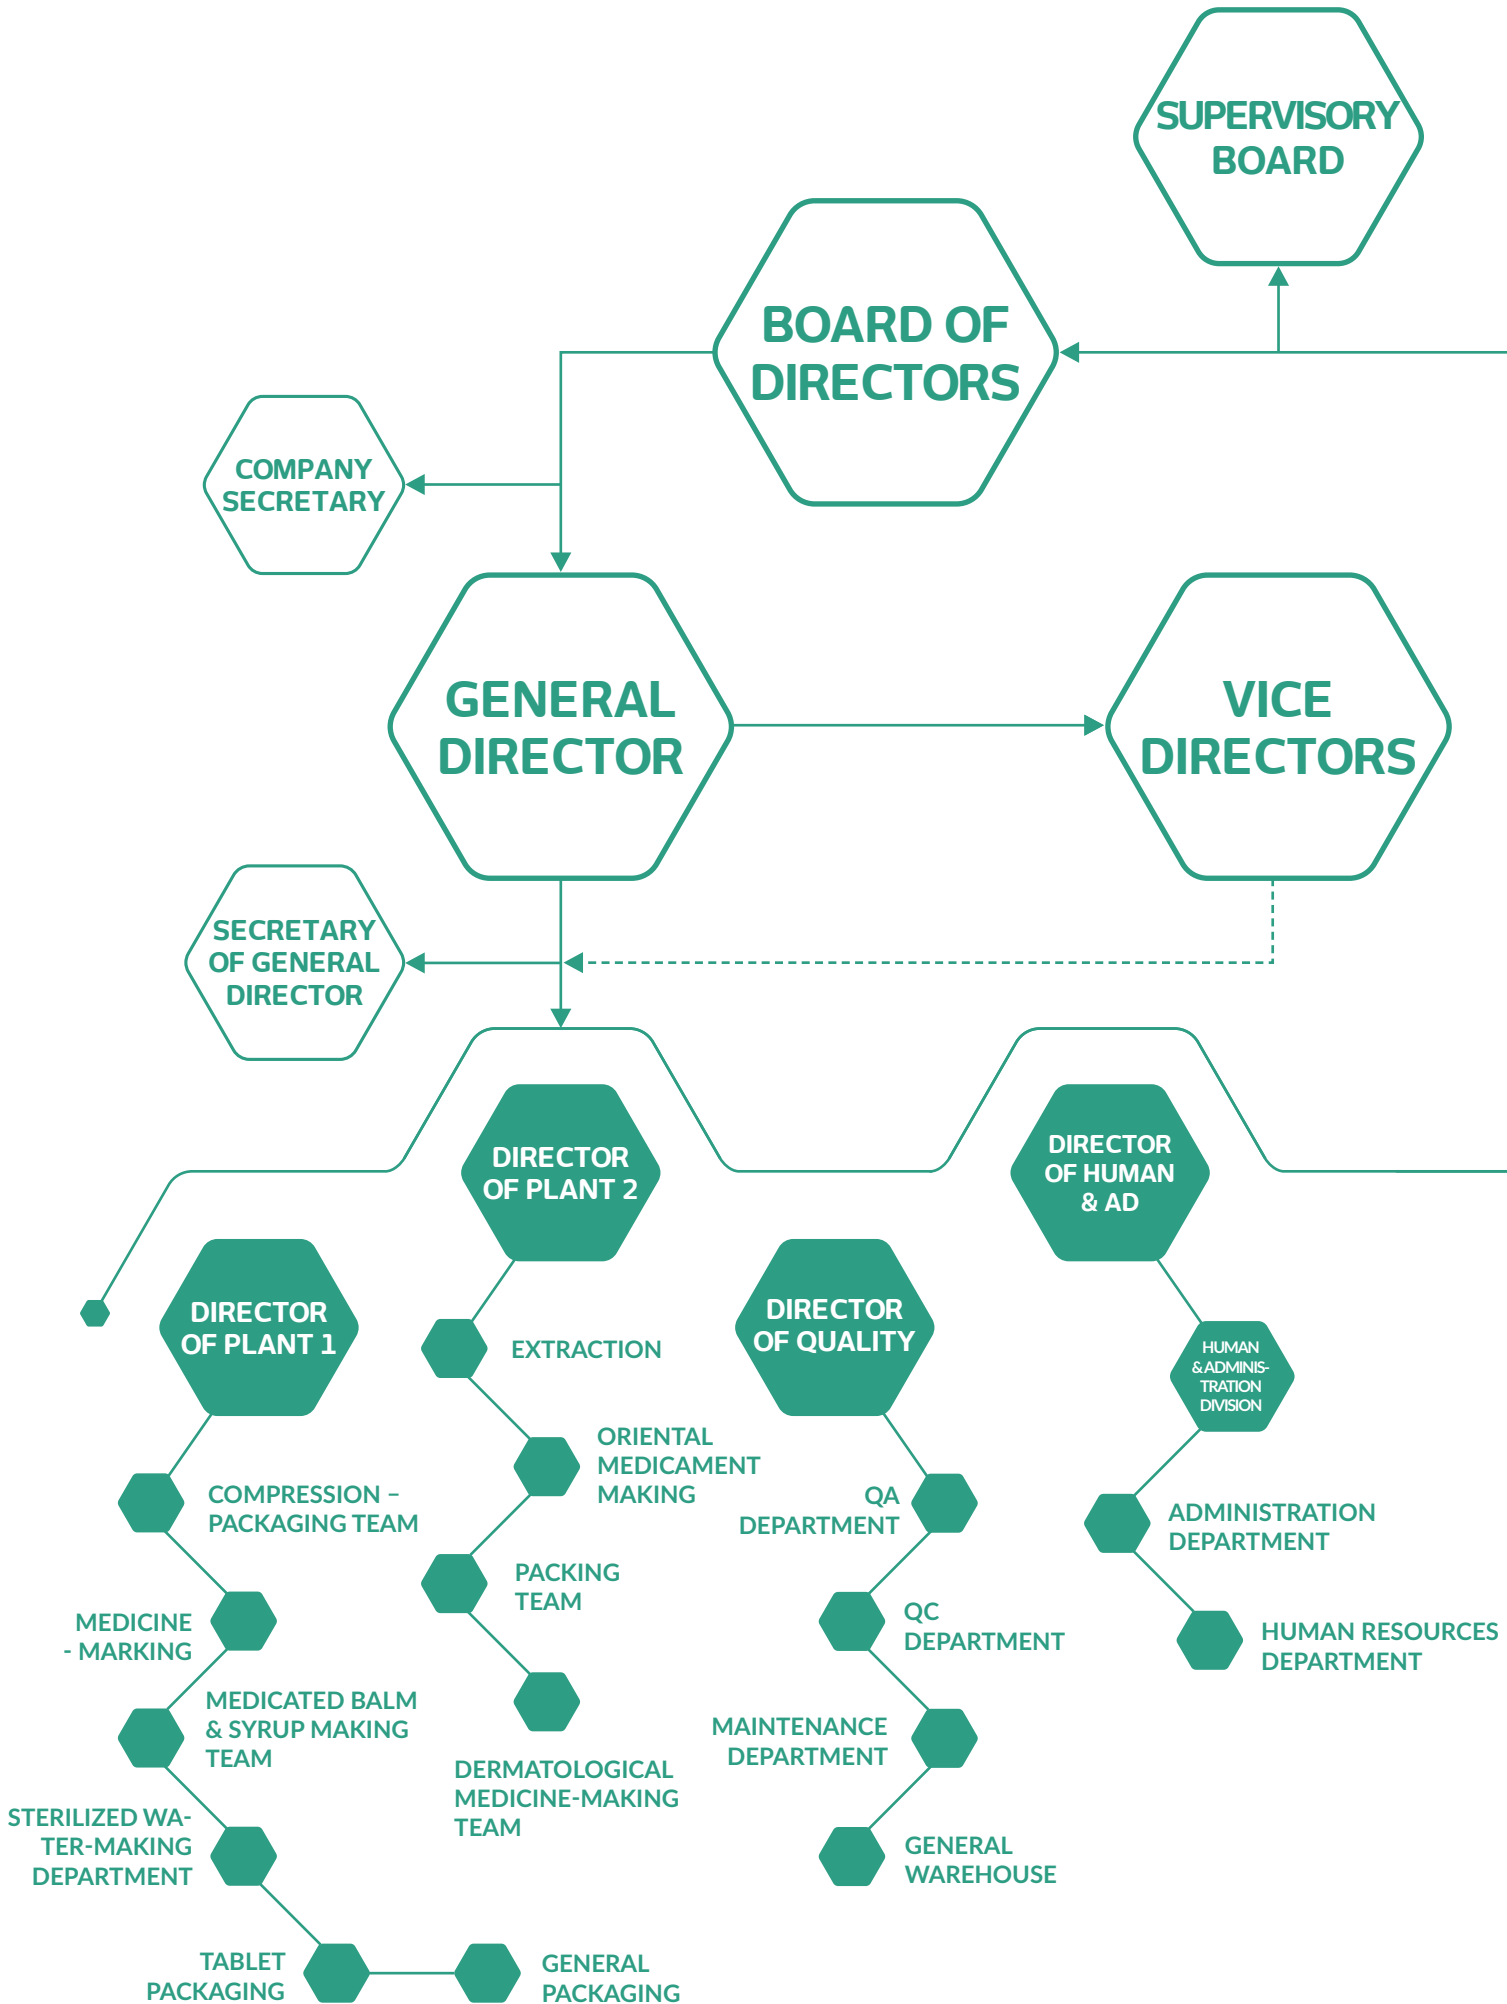 SUPERVISORY
BOARD
BOARD OF
DIRECTORS
COMPANY
SECRETARY
GENERAL
DIRECTOR
VICE
DIRECTORS
SECRETARY
OF GENERAL
DIRECTOR
DIRECTOR
OF PLANT 2
DIRECTOR
OF HUMAN
& AD
DIRECTOR
OF PLANT 1
DIRECTOR
OF QUALITY
HUMAN
& ADMINIS-
TRATION
DIVISION
COMPRESSION –
PACKAGING TEAM
MEDICINE
- MARKING
MEDICATED BALM
& SYRUP MAKING
TEAM
STERILIZED WA-
TER-MAKING
DEPARTMENT
TABLET
PACKAGING
GENERAL
PACKAGING
EXTRACTION
ORIENTAL
MEDICAMENT
MAKING
PACKING
TEAM
DERMATOLOGICAL
MEDICINE-MAKING
TEAM
QA
DEPARTMENT
QC
DEPARTMENT
MAINTENANCE
DEPARTMENT
GENERAL
WAREHOUSE
ADMINISTRATION
DEPARTMENT
HUMAN RESOURCES
DEPARTMENT